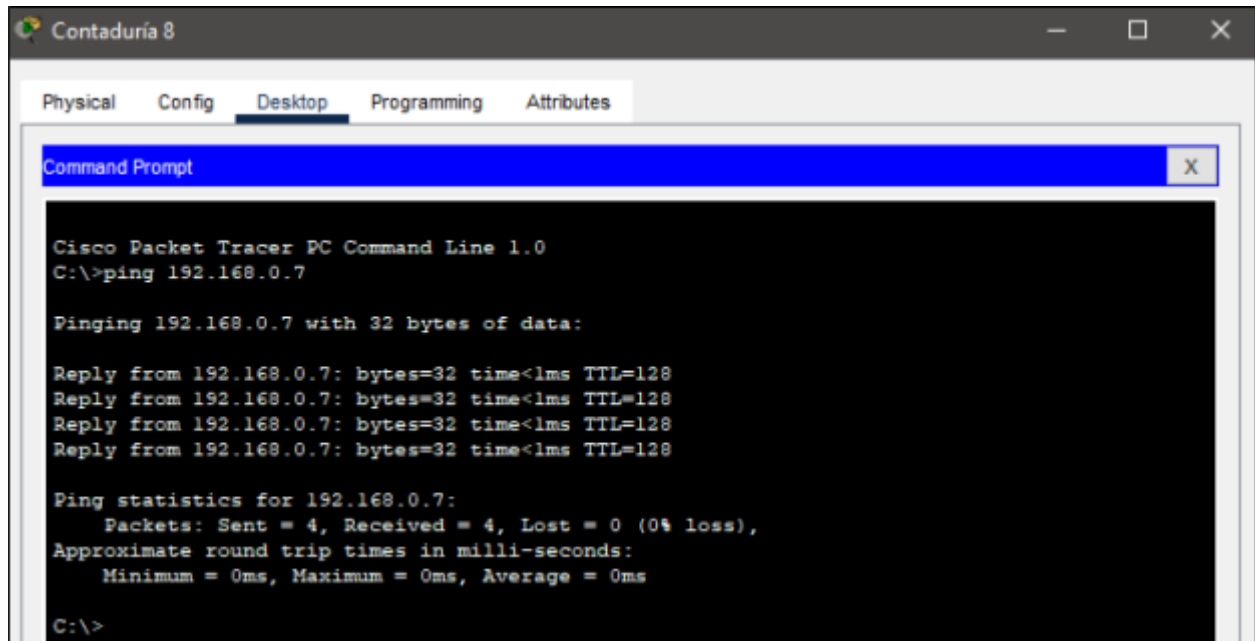 Contaduría 8
Physical Config Desktop Programming Attributes
Command Prompt
X
Cisco Packet Tracer PC Command Line 1.0
C:\>ping 192.168.0.7
Pinging 192.168.0.7 with 32 bytes of data:
Reply from 192.168.0.7: bytes=32 time<1ms TTL=128
Reply from 192.168.0.7: bytes=32 time<1ms TTL=128
Reply from 192.168.0.7: bytes=32 time<1ms TTL=128
Reply from 192.168.0.7: bytes=32 time<1ms TTL=128
Ping statistics for 192.168.0.7:
Packets: Sent = 4, Received = 4, Lost = 0 (0% loss),
Approximate round trip times in milli-seconds:
Minimum = 0ms, Maximum = 0ms, Average = 0ms
C:\>